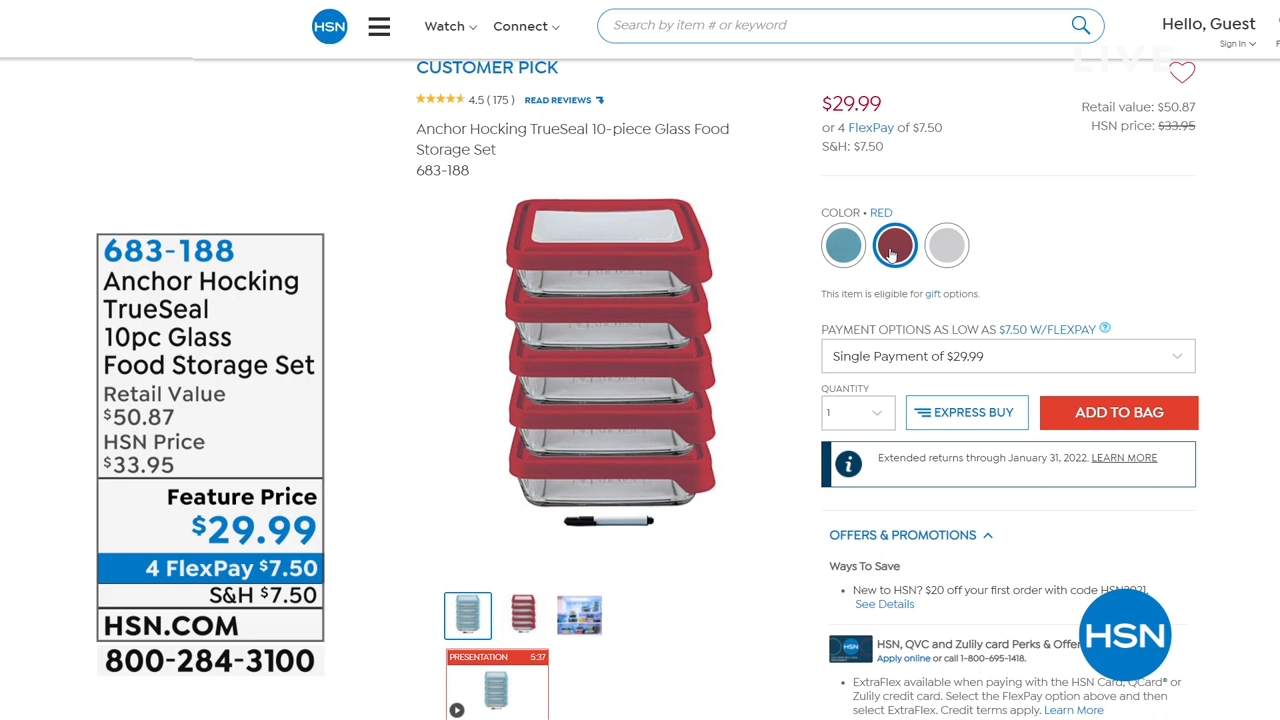 HSN
Watch
Connect
Search by item # or keyword
Hello, Guest
Sign In
LIVE
CUSTOMER PICK
4.5 ( 175 ) READ REVIEWS
Anchor Hocking TrueSeal 10-piece Glass Food
Storage Set
683-188
$29.99
or 4 FlexPay of $7.50
S&H: $7.50
Retail value: $50.87
HSN price: $33.95
COLOR • RED
This item is eligible for gift options.
PAYMENT OPTIONS AS LOW AS $7.50 W/FLEXPAY ?
Single Payment of $29.99
QUANTITY
1
EXPRESS BUY
ADD TO BAG
Extended returns through January 31, 2022. LEARN MORE
OFFERS & PROMOTIONS
Ways To Save
• New to HSN? $20 off your first order with code HSN2021.
See Details
HSN
HSN, QVC and Zulily card Perks & Offer
Apply online or call 1-800-695-1418.
• ExtraFlex available when paying with the HSN Card, QCard® or
Zulily credit card. Select the FlexPay option above and then
select ExtraFlex. Credit terms apply. Learn More
HSN
PRESENTATION 5:37
683-188
Anchor Hocking
TrueSeal
10pc Glass
Food Storage Set
Retail Value
$50.87
HSN Price
$33.95
Feature Price
$29.99
4 FlexPay $7.50
S&H $7.50
HSN.COM
800-284-3100